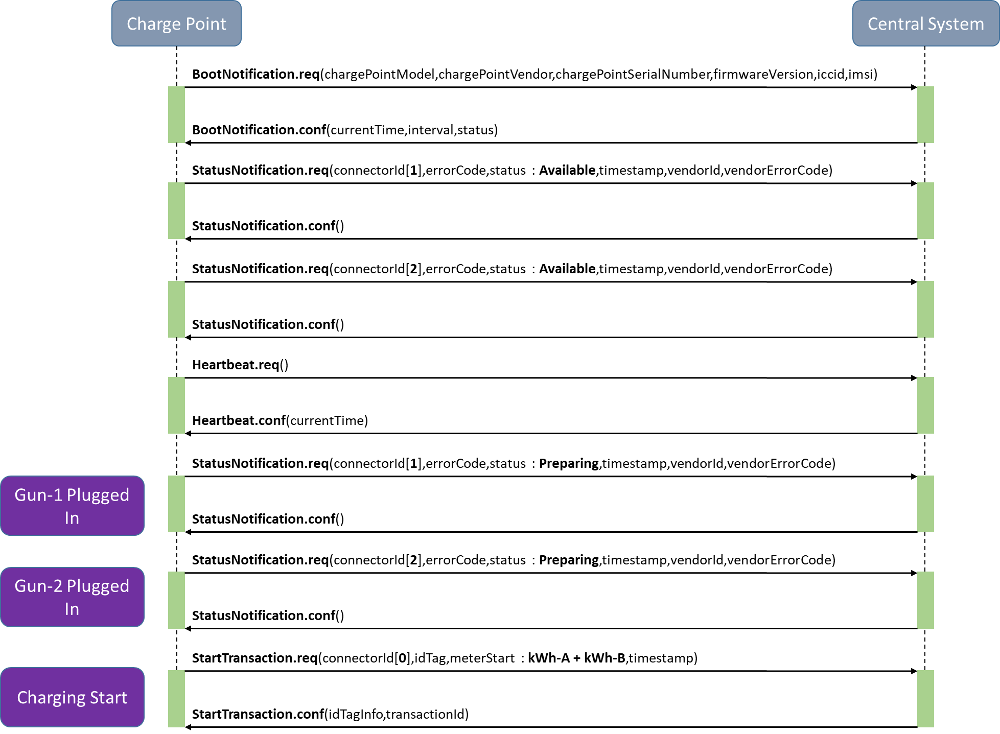 Charge Point
Central System
BootNotification.req(chargePointModel,chargePointVendor,chargePointSerialNumber,firmwareVersion,iccid,imsi)
BootNotification.conf(currentTime,interval,status)
StatusNotification.req(connectorId[1],errorCode,status : Available,timestamp,vendorId,vendorErrorCode)
StatusNotification.conf()
StatusNotification.req(connectorId[2],errorCode,status : Available,timestamp,vendorId,vendorErrorCode)
StatusNotification.conf()
Heartbeat.req()
Heartbeat.conf(currentTime)
StatusNotification.req(connectorId[1],errorCode,status : Preparing,timestamp,vendorId,vendorErrorCode)
Gun-1 Plugged
In
StatusNotification.conf()
StatusNotification.req(connectorId[2],errorCode,status : Preparing,timestamp,vendorId,vendorErrorCode)
Gun-2 Plugged
In
StatusNotification.conf()
StartTransaction.req(connectorId[0],idTag,meterStart : kWh-A + kWh-B,timestamp)
Charging Start
StartTransaction.conf(idTagInfo,transactionId)